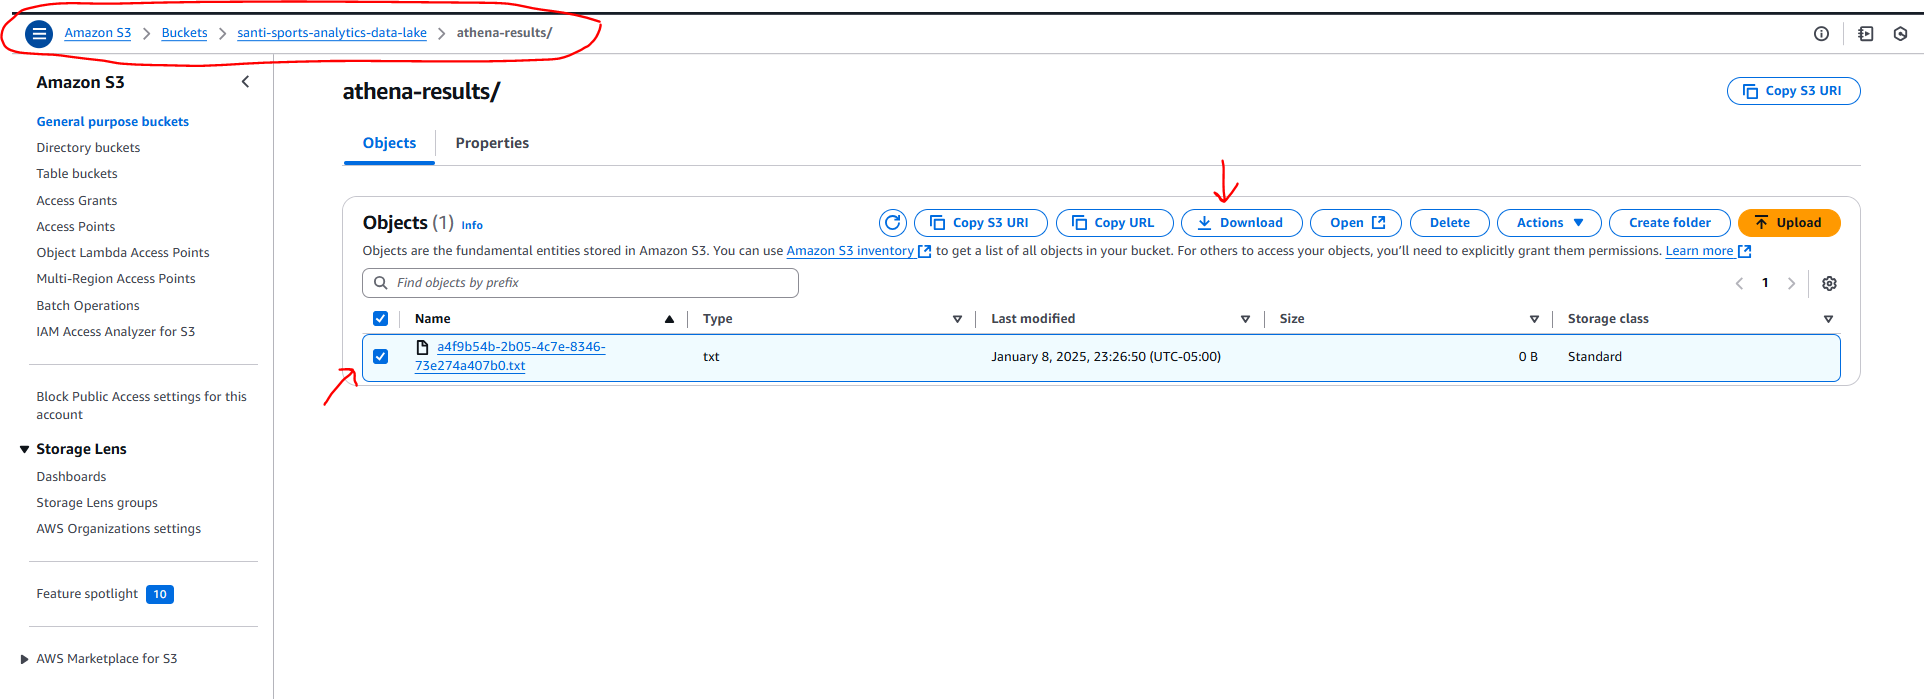 Amazon S3 > Buckets > santi-sports-analytics-data-lake > athena-results/
Amazon S3
General purpose buckets
Directory buckets
Table buckets
Access Grants
Access Points
Object Lambda Access Points
Multi-Region Access Points
Batch Operations
IAM Access Analyzer for S3
Block Public Access settings for this
account
Storage Lens
Dashboards
Storage Lens groups
AWS Organizations settings
Feature spotlight 10
AWS Marketplace for S3
athena-results/
Copy S3 URI
Objects Properties
Objects (1) Info
Copy S3 URI Copy URL Download Open Delete Actions Create folder Upload
Objects are the fundamental entities stored in Amazon S3. You can use Amazon S3 inventory to get a list of all objects in your bucket. For others to access your objects, you'll need to explicitly grant them permissions. Learn more
Find objects by prefix
1
Name Type Last modified Size Storage class
a4f9b54b-2b05-4c7e-8346-
73e274a407b0.txt
txt January 8, 2025, 23:26:50 (UTC-05:00) 0 B Standard